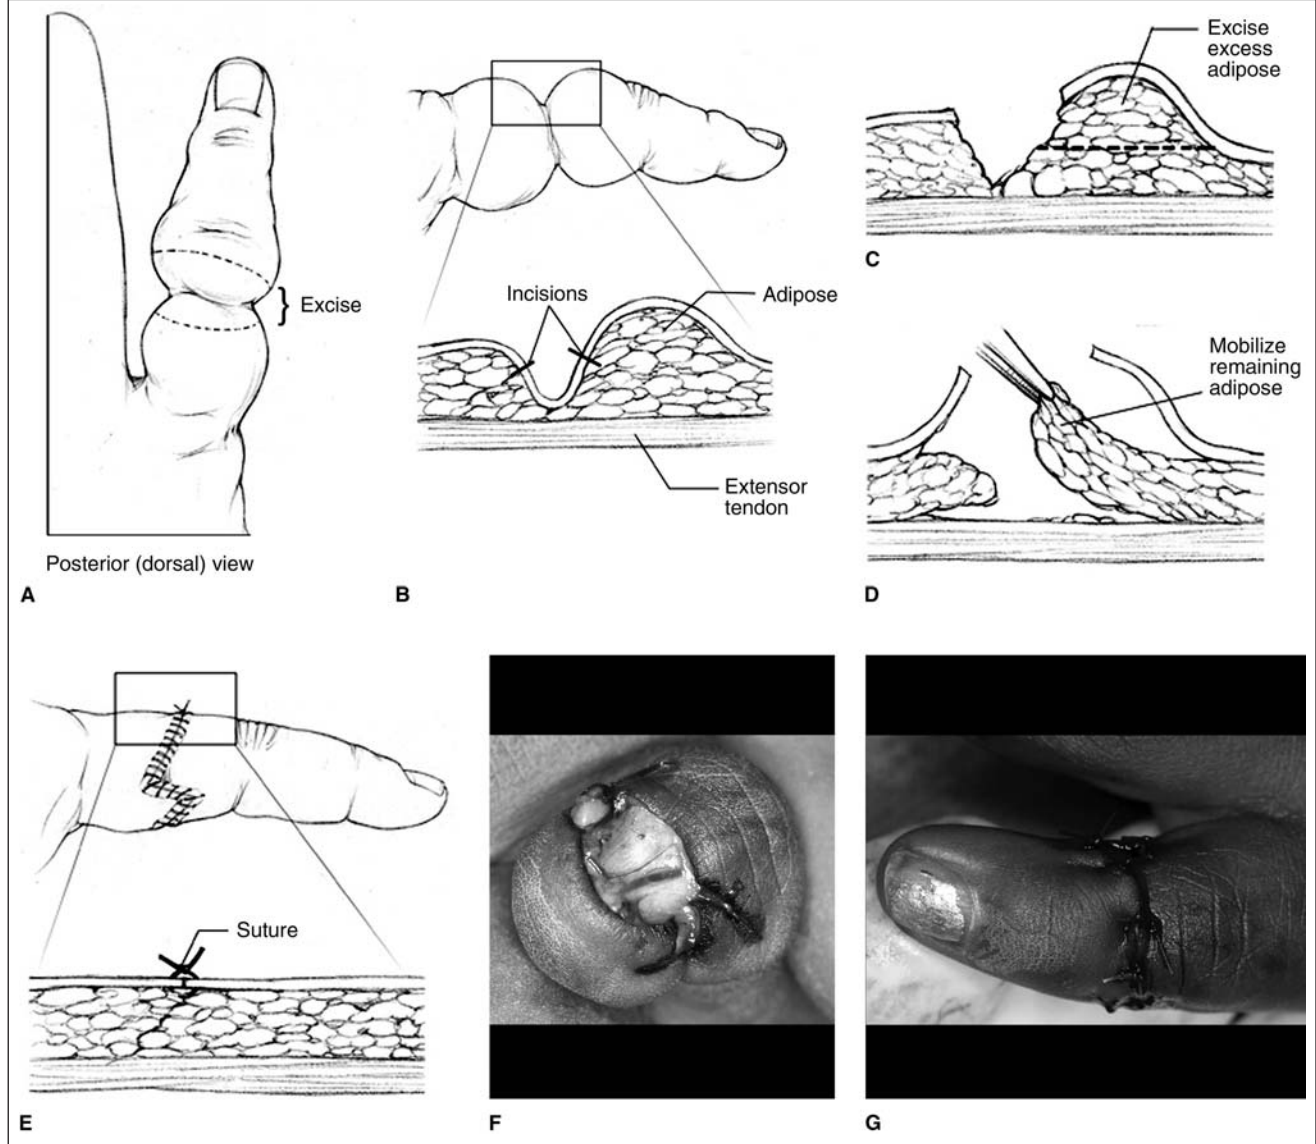 Excise
Posterior (dorsal) view
A
Incisions
Adipose
Extensor
tendon
B
Excise
excess
adipose
C
Mobilize
remaining
adipose
D
Suture
E
F
G